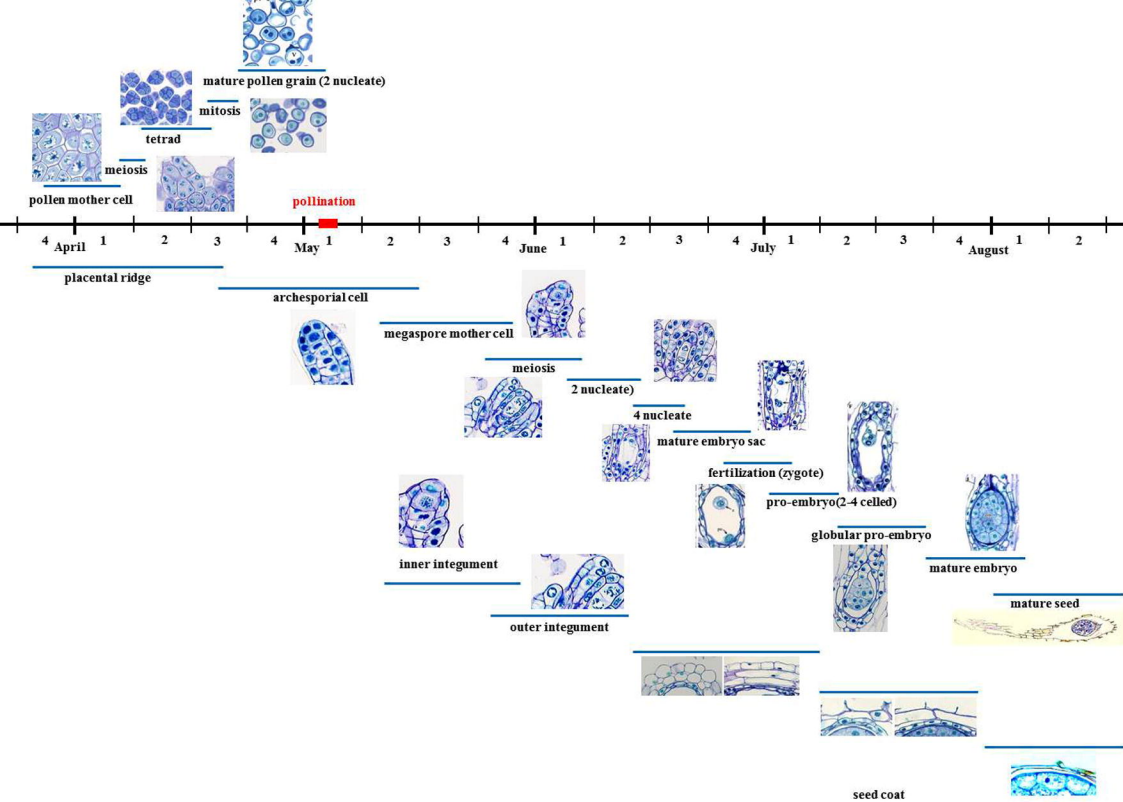 mature pollen grain (2 nucleate)
mitosis
tetrad
meiosis
pollen mother cell
pollination
4 April 1 2 3 4 May 1 2 3 4 June 1 2 3 4 July 1 2 3 4 August 1 2
placental ridge
archesporial cell
megaspore mother cell
meiosis
2 nucleate)
4 nucleate
mature embryo sac
fertilization (zygote)
pro-embryo(2-4 celled)
globular pro-embryo
inner integument
mature embryo
mature seed
outer integument
seed coat